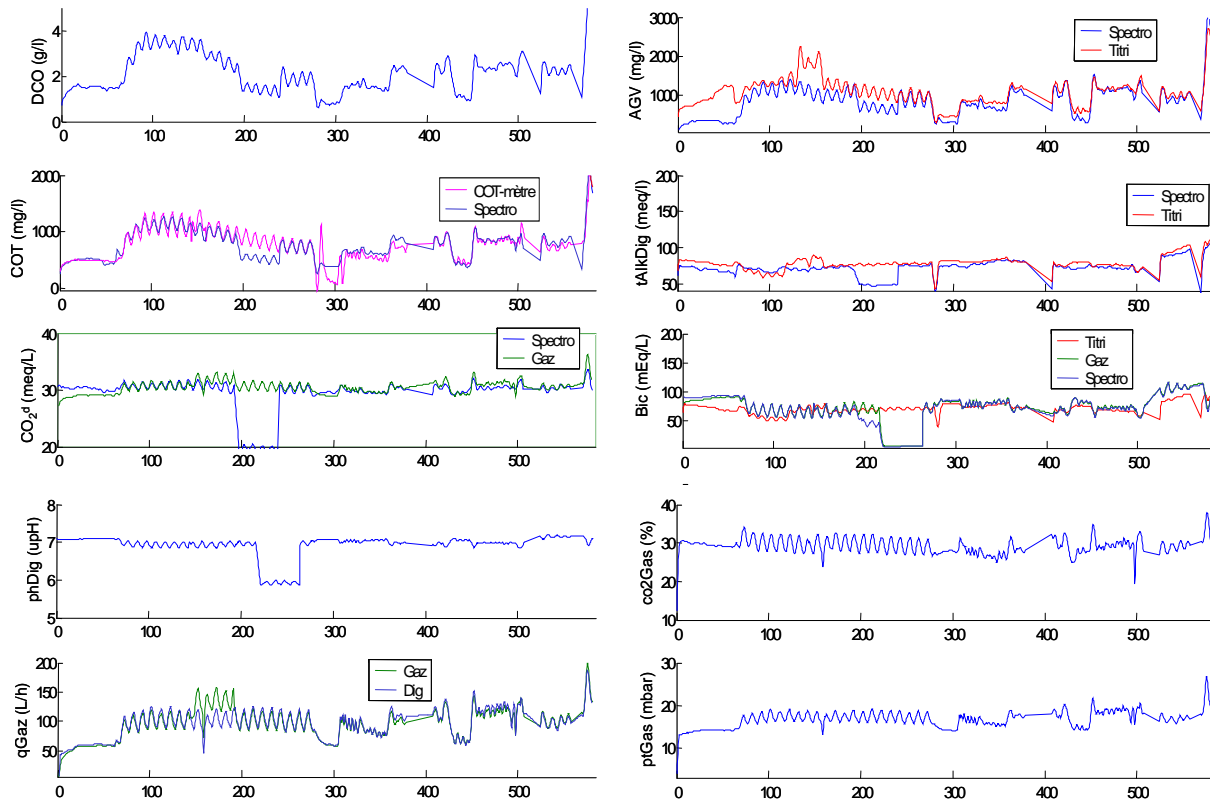 DCO (g/l)
4
2
0
0 100 200 300 400 500
AGV (mg/l)
3000
2000
1000
Spectro
Titri
0 100 200 300 400 500
COT (mg/l)
2000
1000
0
COT-mètre
Spectro
0 100 200 300 400 500
tAlkDig (meq/l)
200
150
100
50
Spectro
Titri
0 100 200 300 400 500
CO2d (meq/L)
40
30
20
Spectro
Gaz
0 100 200 300 400 500
Bic (mEq/L)
200
150
100
50
Titri
Gaz
Spectro
0 100 200 300 400 500
phDig (upH)
8
7
6
5
0 100 200 300 400 500
co2Gas (%)
40
30
20
10
0 100 200 300 400 500
qGaz (L/h)
200
150
100
50
Gaz
Dig
0 100 200 300 400 500
ptGas (mbar)
30
20
10
0 100 200 300 400 500